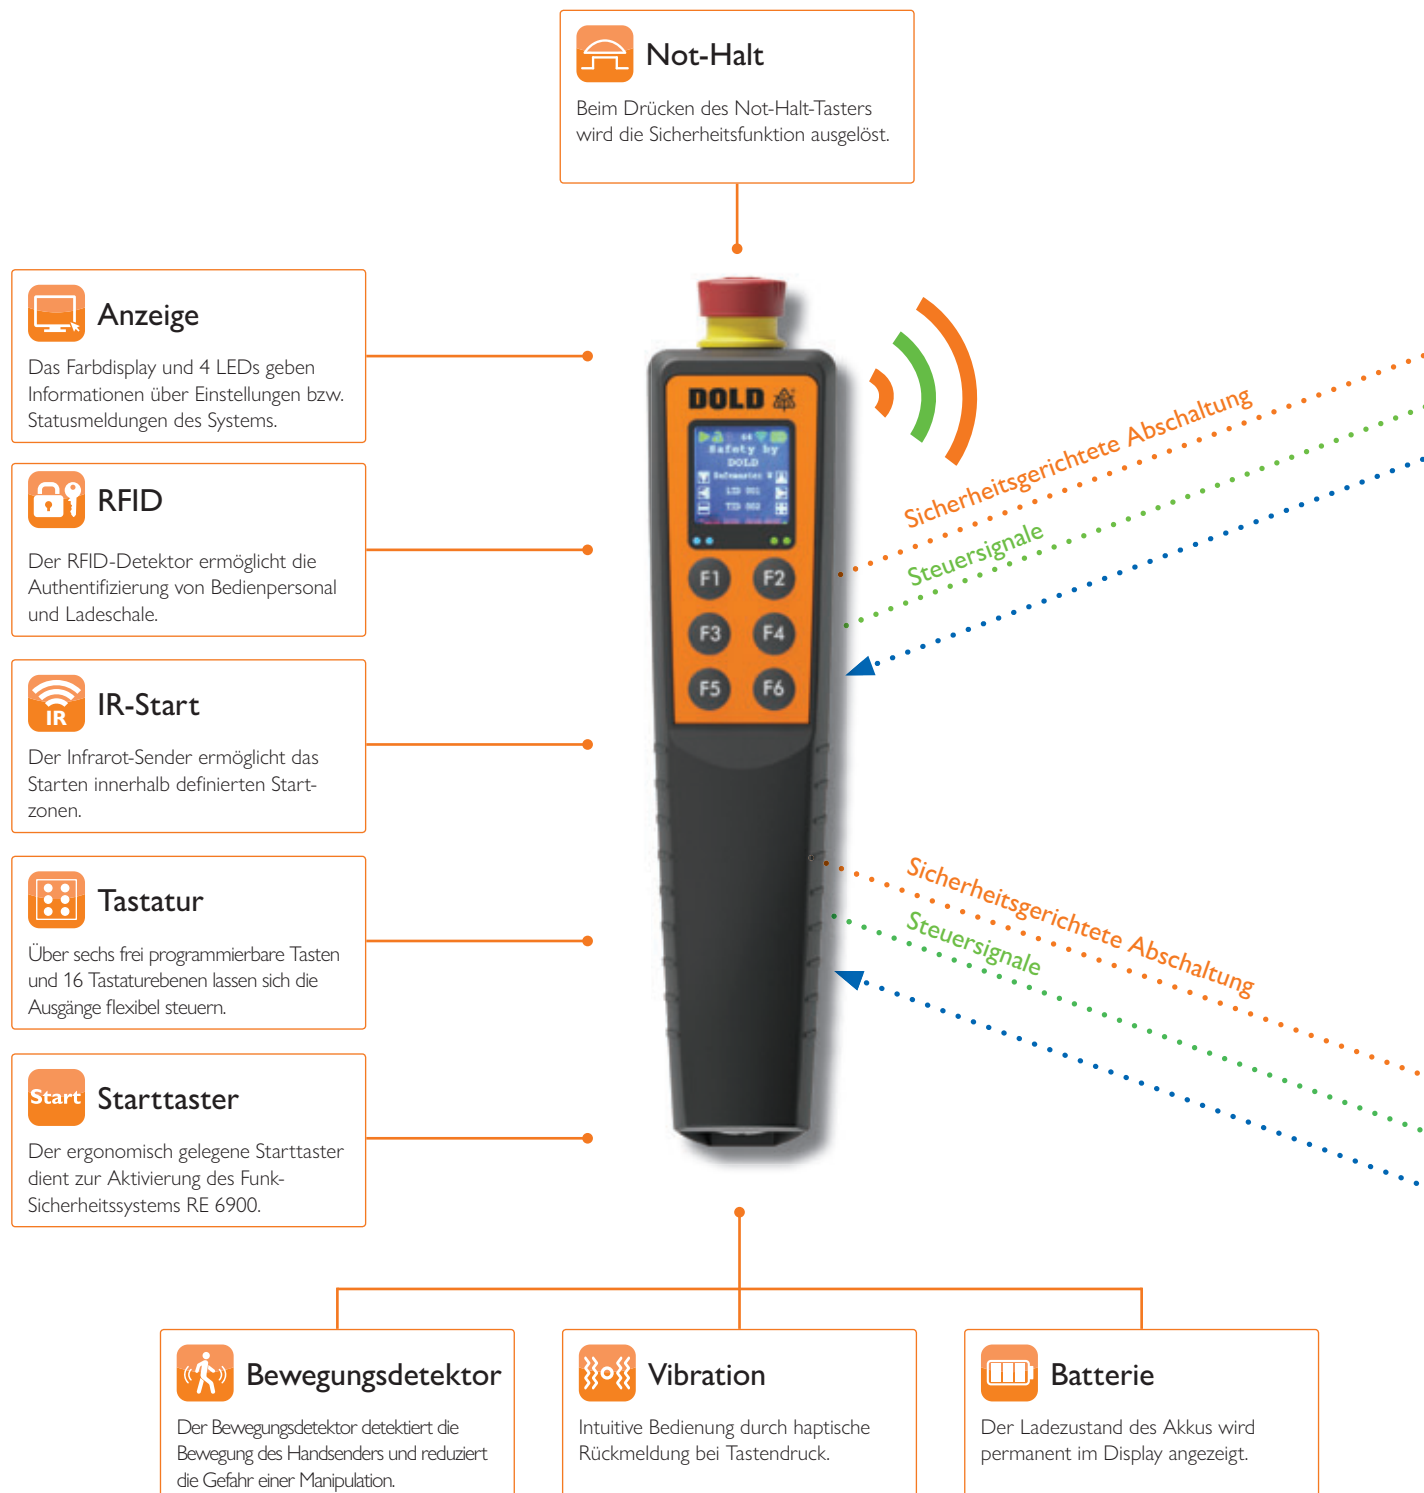 Not-Halt
Beim Drücken des Not-Halt-Tasters
wird die Sicherheitsfunktion ausgelöst.
Anzeige
Das Farbdisplay und 4 LEDs geben
Informationen über Einstellungen bzw.
Statusmeldungen des Systems.
RFID
Der RFID-Detektor ermöglicht die
Authentifizierung von Bedienpersonal
und Ladeschale.
IR
IR-Start
Der Infrarot-Sender ermöglicht das
Starten innerhalb definierten Start-
zonen.
Tastatur
Über sechs frei programmierbare Tasten
und 16 Tastaturebenen lassen sich die
Ausgänge flexibel steuern.
Start
Starttaster
Der ergonomisch gelegene Starttaster
dient zur Aktivierung des Funk-
Sicherheitssystems RE 6900.
DOLD
64
Safety by
DOLD
Safemaster W
LID 001
TID 002
F1 F2
F3 F4
F5 F6
Sicherheitsgerichtete Abschaltung
Steuersignale
Sicherheitsgerichtete Abschaltung
Steuersignale
Bewegungsdetektor
Der Bewegungsdetektor detektiert die
Bewegung des Handsenders und reduziert
die Gefahr einer Manipulation.
Vibration
Intuitive Bedienung durch haptische
Rückmeldung bei Tastendruck.
Batterie
Der Ladezustand des Akkus wird
permanent im Display angezeigt.